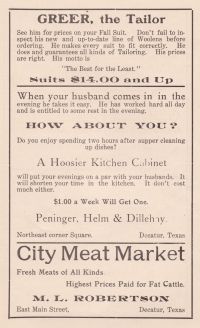 GREER, the Tailor
See him for prices on your Fall Suit. Don't fail to in-
spect his new and up-to-date line of Woolens before
ordering. He makes every suit to fit correctly. He
does and guarantees all kinds of Tailoring. His prices
are right. His motto is
"The Best for the Least."
Suits $15.00 and Up
When your husband comes in in the
evening he takes it easy. He has worked hard all day
and is entitled to some rest in the evening.
HOW ABOUT YOU?
Do you enjoy spending two hours after supper cleaning
up dishes?
A Hoosier Kitchen Cabinet
will put your evenings on a par with your husbands. It
will shorten your time in the kitchen. It don't cost
much either.
$1.00 a Week Will Get One.
Peninger, Helm & Dillehay.
Northeast corner Square. Decatur, Texas
City Meat Market
Fresh Meats of All Kinds
Highest Prices Paid for Fat Cattle.
M. L. ROBERTSON
East Main Street, Decatur, Texas